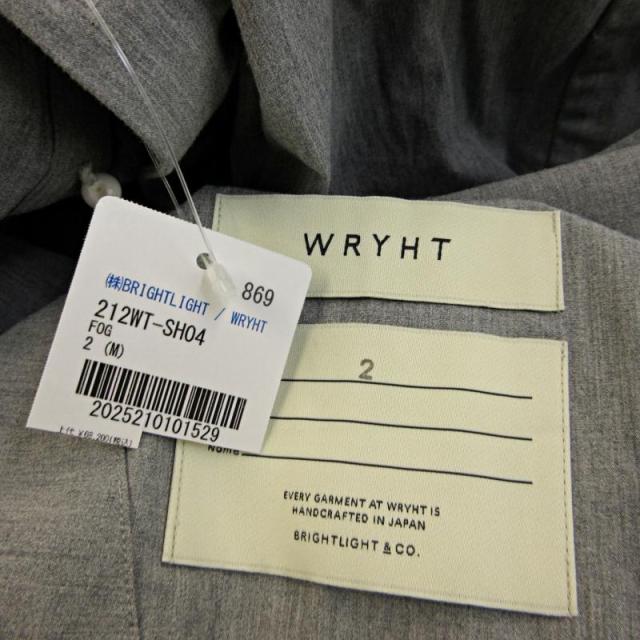 WRYHT
869
㈱BRIGHTLIGHT / WRYHT
212WT-SH04
FOG
2 (M)
2025210101529
2
Name
EVERY GARMENT AT WRYHT IS
HANDCRAFTED IN JAPAN
BRIGHTLIGHT & CO.